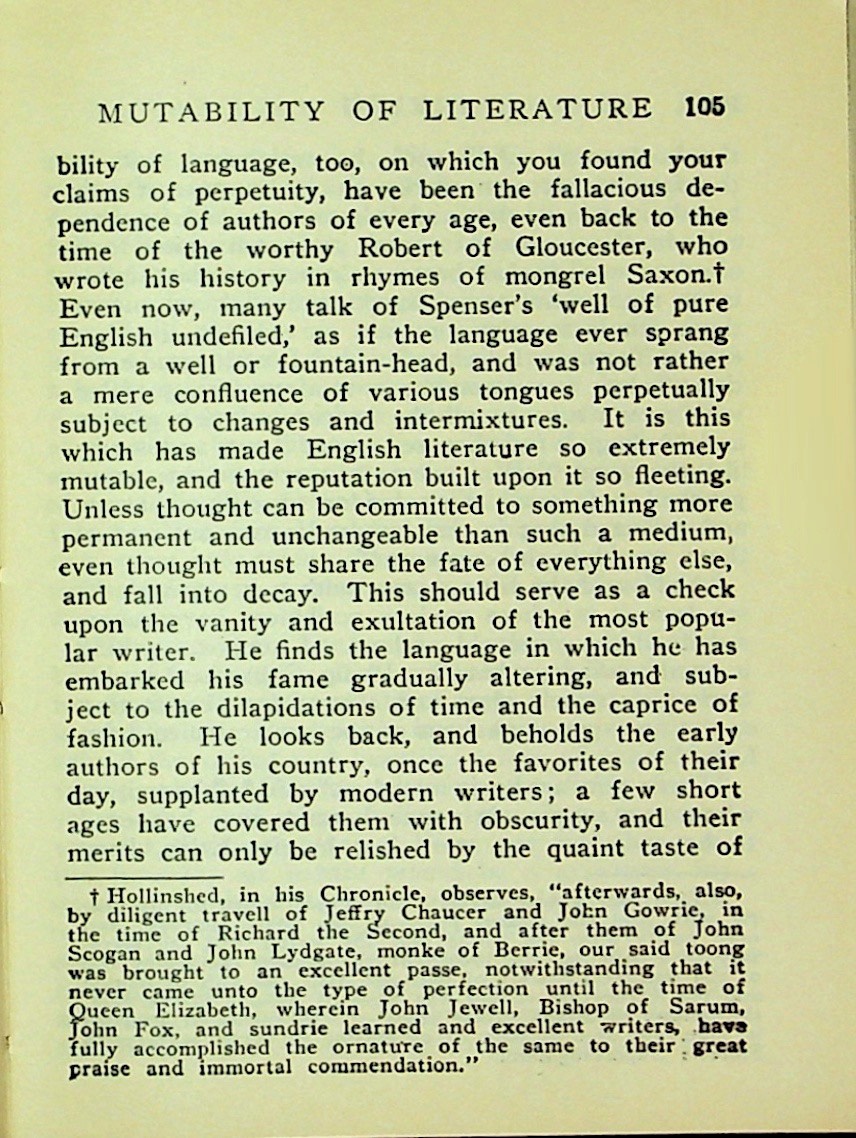 MUTABILITY OF LITERATURE 105
bility of language, too, on which you found your
claims of perpetuity, have been the fallacious de-
pendence of authors of every age, even back to the
time of the worthy Robert of Gloucester, who
wrote his history in rhymes of mongrel Saxon.†
Even now, many talk of Spenser's ‘well of pure
English undefiled,’ as if the language ever sprang
from a well or fountain-head, and was not rather
a mere confluence of various tongues perpetually
subject to changes and intermixtures. It is this
which has made English literature so extremely
mutable, and the reputation built upon it so fleeting.
Unless thought can be committed to something more
permanent and unchangeable than such a medium,
even thought must share the fate of everything else,
and fall into decay. This should serve as a check
upon the vanity and exultation of the most popu-
lar writer. He finds the language in which he has
embarked his fame gradually altering, and sub-
ject to the dilapidations of time and the caprice of
fashion. He looks back, and beholds the early
authors of his country, once the favorites of their
day, supplanted by modern writers; a few short
ages have covered them with obscurity, and their
merits can only be relished by the quaint taste of
† Hollinshed, in his Chronicle, observes, “afterwards, also,
by diligent travell of Jeffry Chaucer and John Gowrie, in
the time of Richard the Second, and after them of John
Scogan and John Lydgate, monke of Berrie, our said toong
was brought to an excellent passe, notwithstanding that it
never came unto the type of perfection until the time of
Queen Elizabeth, wherein John Jewell, Bishop of Sarum,
John Fox, and sundrie learned and excellent writers, have
fully accomplished the ornature of the same to their great
praise and immortal commendation.”